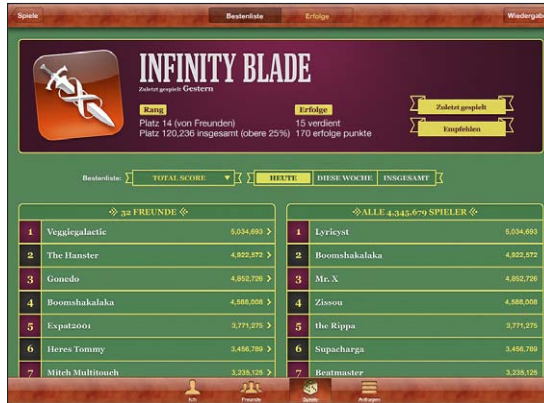 Spiele
Bestenliste
Erfolge
Wiedergabe
INFINITY BLADE
Zuletzt gespielt Gestern
Rang
Platz 14 (von Freunden)
Platz 120,236 insgesamt (obere 25%)
Erfolge
15 verdient
170 erfolge punkte
Zuletzt gespielt
Empfehlen
Bestenliste: TOTAL SCORE
HEUTE DIESE WOCHE INSGESAMT
32 FREUNDE
1 Veggiegalactic 5,034,693
2 The Hanster 4,922,572
3 Gonedo 4,852,726
4 Boomshakalaka 4,588,008
5 Expat2001 3,771,275
6 Heres Tommy 3,456,789
7 Mitch Multitouch 3,235,125
ALLE 4,345,679 SPIELER
1 Lyricyst 5,034,693
2 Boomshakalaka 4,922,572
3 Mr. X 4,852,726
4 Zissou 4,588,008
5 the Rippa 3,771,275
6 Supacharga 3,456,789
7 Beatmaster 3,235,125
Ich
Freunde
Spiele
Anfragen